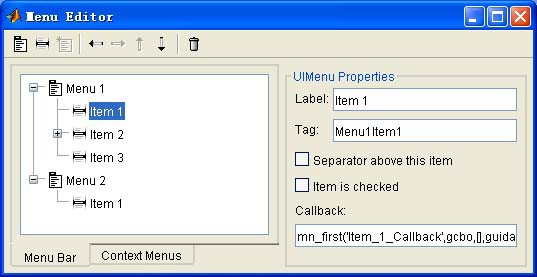 Menu Editor
UIMenu Properties
Menu 1
Item 1
Item 2
Item 3
Menu 2
Item 1
Menu Bar
Context Menus
Label: Item 1
Tag: Menu1Item1
Separator above this item
Item is checked
Callback:
mn_first('Item_1_Callback',gcbo,[],guida